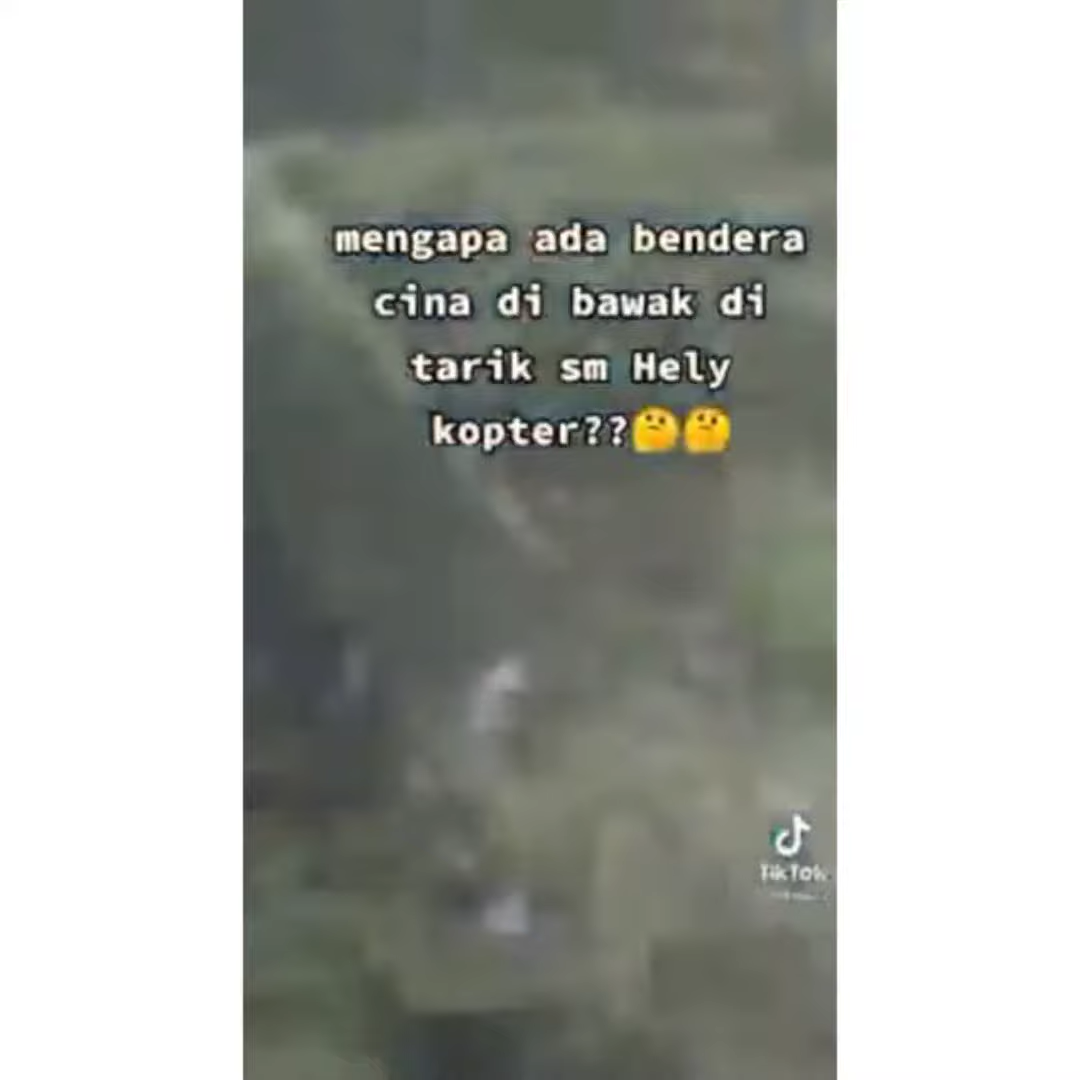 mengapa ada bendera
cina di bawak di
tarik sm Hely
kopter??🤔🤔
TikTok